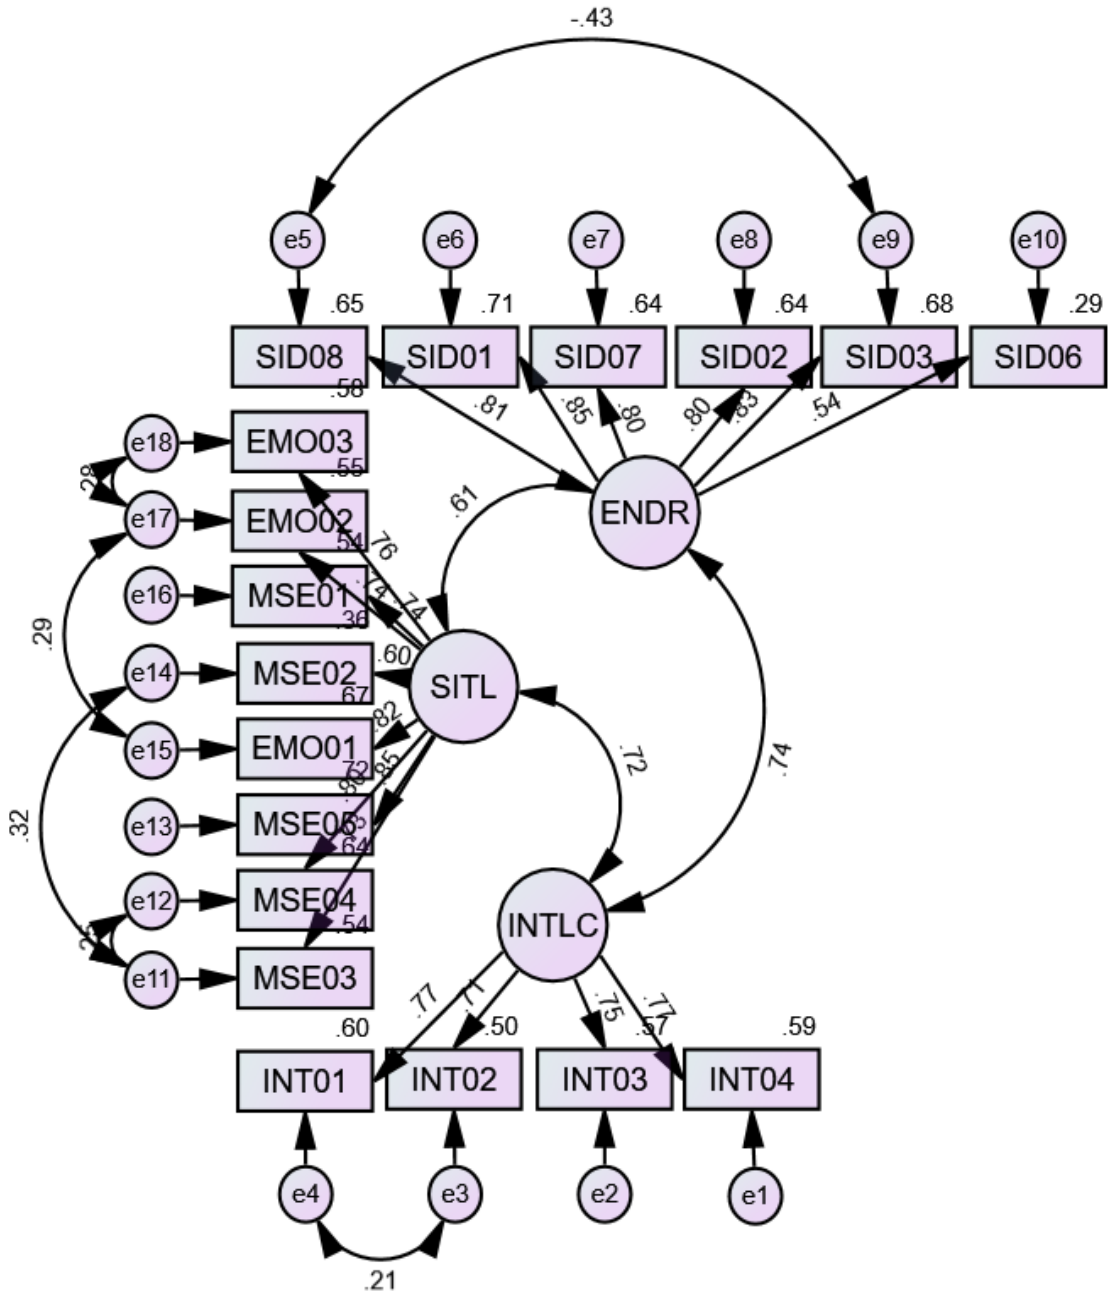 -.43
e5 e6 e7 e8 e9 e10
.65 .71 .64 .64 .68 .29
SID08 SID01 SID07 SID02 SID03 SID06
.58
.81 .85 .80 .80 .83 .54
e18 EMO03
.55
.28
ENDR
.61
e17 EMO02
.54
.76
.74
.74
e16 MSE01
.36
.29
.60
e14 MSE02
.67
SITL
.82
e15 EMO01
.72
.85
.72
.74
.32
e13 MSE05
.64
e12 MSE04
.54
INTLC
e11 MSE03
.77 .71 .75 .77
.60 .50 .57 .59
INT01 INT02 INT03 INT04
e4 e3 e2 e1
.21